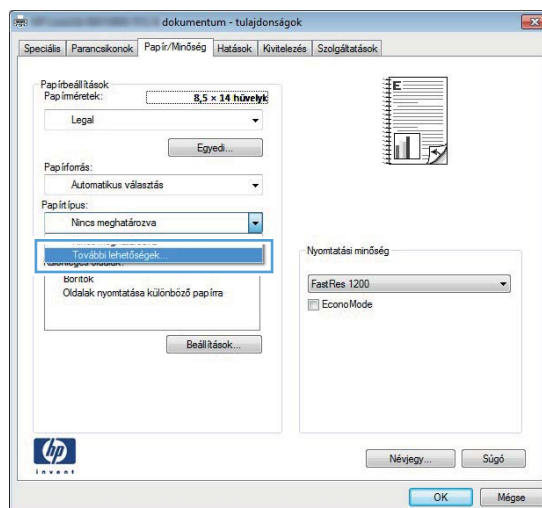 dokumentum - tulajdonságok
Speciális Parancsikonok Papír/Minőség Hatások Kivitelezés Szolgáltatások
Papírbeállítások
Papírméretek: 8,5 × 14 hüvelyk
Legal
Egyedi...
Papírforrás:
Automatikus választás
Papírtípus:
Nincs meghatározva
További lehetőségek...
Borítók
Oldalak nyomtatása különböző papírra
Beállítások...
E
Nyomtatási minőség
FastRes 1200
EconoMode
hp
invent
Névjegy... Súgó
OK Mégse